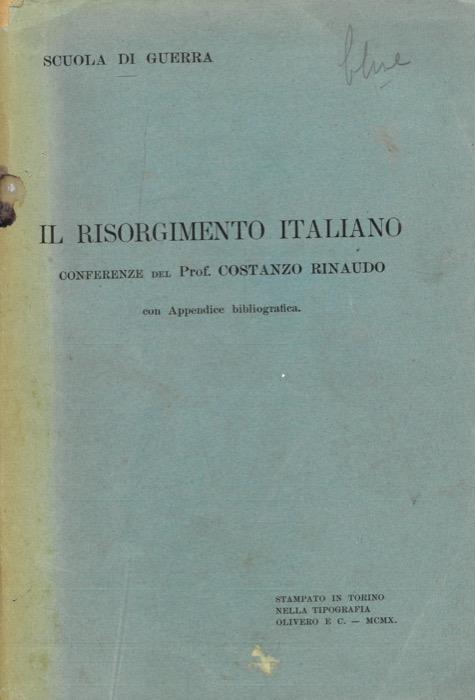 SCUOLA DI GUERRA
blue
IL RISORGIMENTO ITALIANO
CONFERENZE DEL Prof. COSTANZO RINAUDO
con Appendice bibliografica.
STAMPATO IN TORINO
NELLA TIPOGRAFIA
OLIVERO E C. — MCMX.